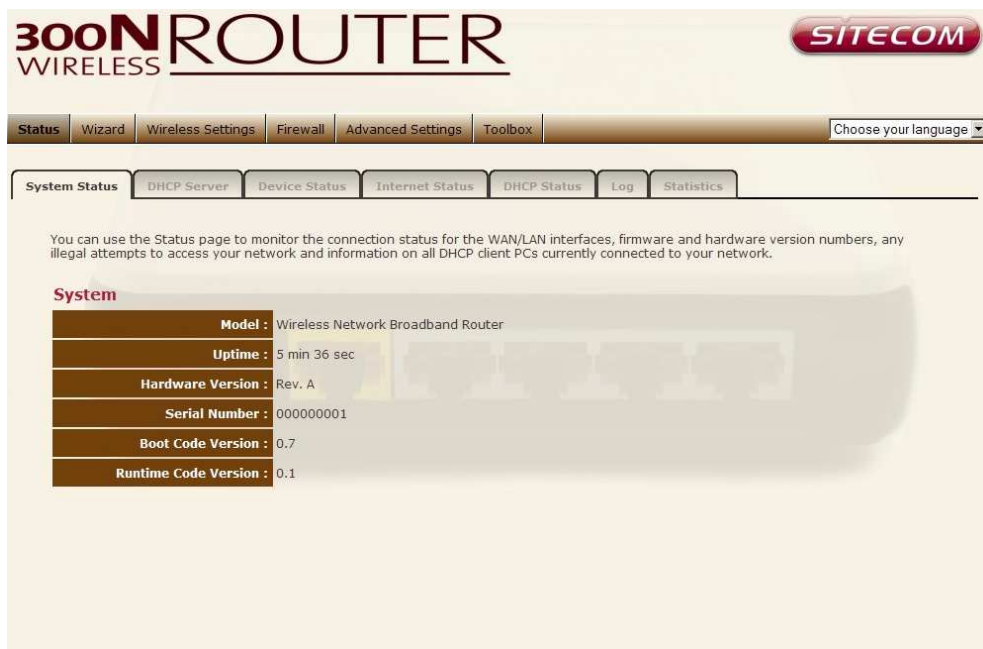 300N ROUTER
WIRELESS
SITECOM
Status Wizard Wireless Settings Firewall Advanced Settings Toolbox Choose your language
System Status DHCP Server Device Status Internet Status DHCP Status Log Statistics
You can use the Status page to monitor the connection status for the WAN/LAN interfaces, firmware and hardware version numbers, any
illegal attempts to access your network and information on all DHCP client PCs currently connected to your network.
System
Model : Wireless Network Broadband Router
Uptime : 5 min 36 sec
Hardware Version : Rev. A
Serial Number : 000000001
Boot Code Version : 0.7
Runtime Code Version : 0.1